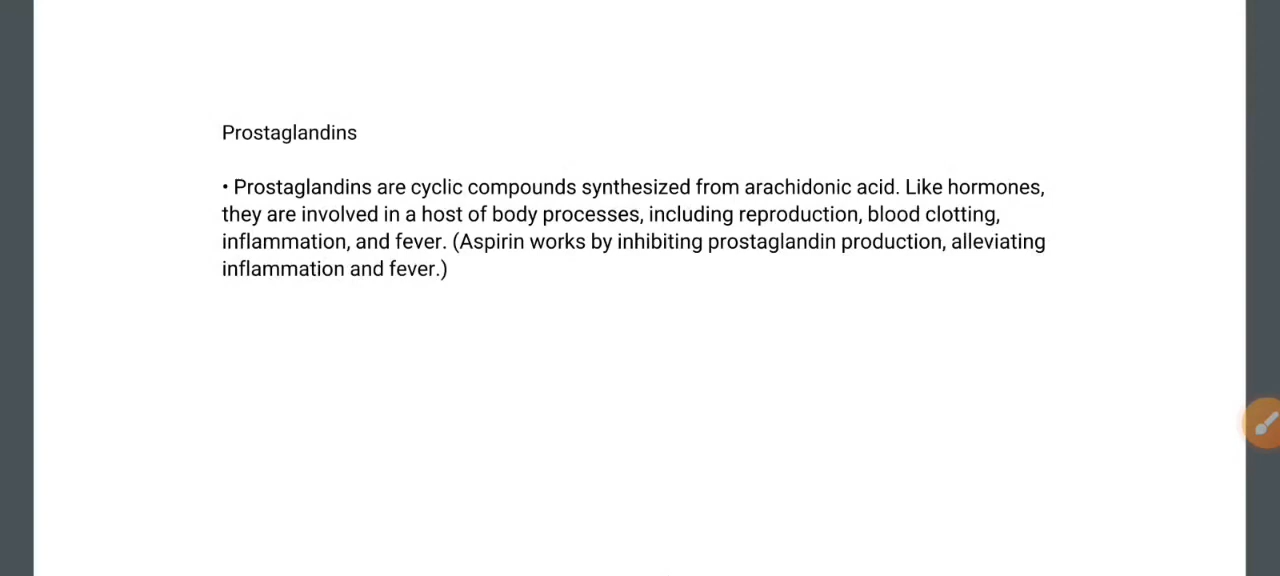 Prostaglandins
• Prostaglandins are cyclic compounds synthesized from arachidonic acid. Like hormones,
they are involved in a host of body processes, including reproduction, blood clotting,
inflammation, and fever. (Aspirin works by inhibiting prostaglandin production, alleviating
inflammation and fever.)